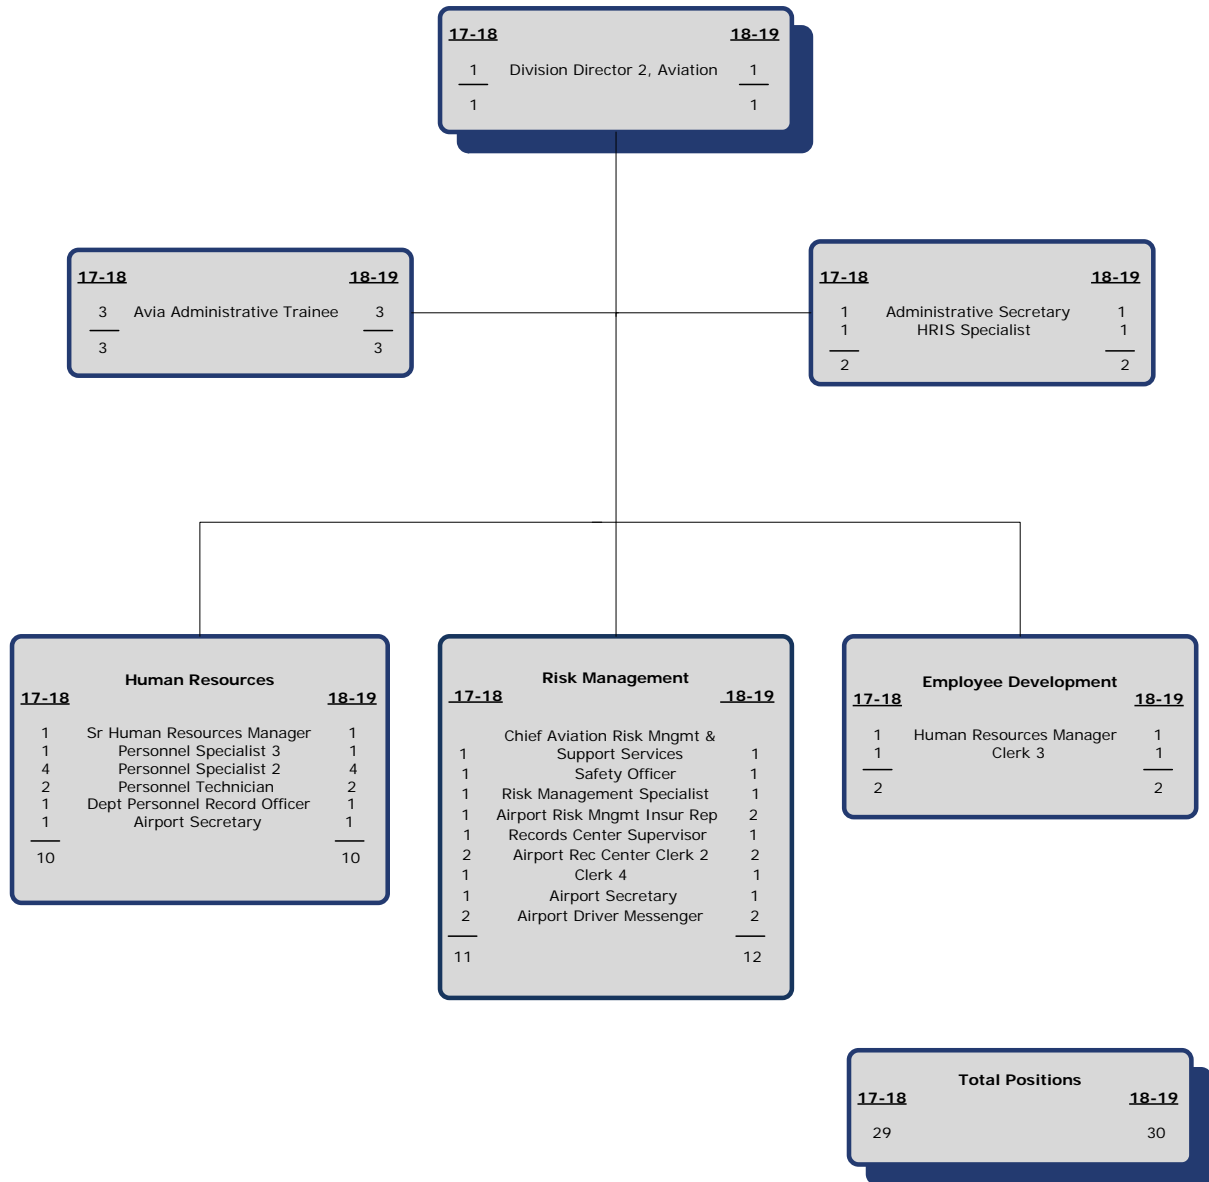 17-18 18-19
1 Division Director 2, Aviation 1
1 1
17-18 18-19
3 Avia Administrative Trainee 3
3 3
17-18 18-19
1 Administrative Secretary 1
1 HRIS Specialist 1
2 2
Human Resources
17-18 18-19
1 Sr Human Resources Manager 1
1 Personnel Specialist 3 1
4 Personnel Specialist 2 4
2 Personnel Technician 2
1 Dept Personnel Record Officer 1
1 Airport Secretary 1
10 10
Risk Management
17-18 18-19
Chief Aviation Risk Mngmt &
1 Support Services 1
1 Safety Officer 1
1 Risk Management Specialist 1
1 Airport Risk Mngmt Insur Rep 2
1 Records Center Supervisor 1
2 Airport Rec Center Clerk 2 2
1 Clerk 4 1
1 Airport Secretary 1
2 Airport Driver Messenger 2
11 12
Employee Development
17-18 18-19
1 Human Resources Manager 1
1 Clerk 3 1
2 2
Total Positions
17-18 18-19
29 30